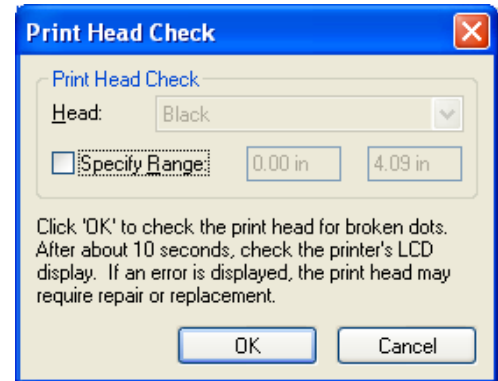 Print Head Check
Print Head Check
Head: Black
Specify Range: 0.00 in 4.09 in
Click 'OK' to check the print head for broken dots.
After about 10 seconds, check the printer's LCD
display. If an error is displayed, the print head may
require repair or replacement.
OK Cancel